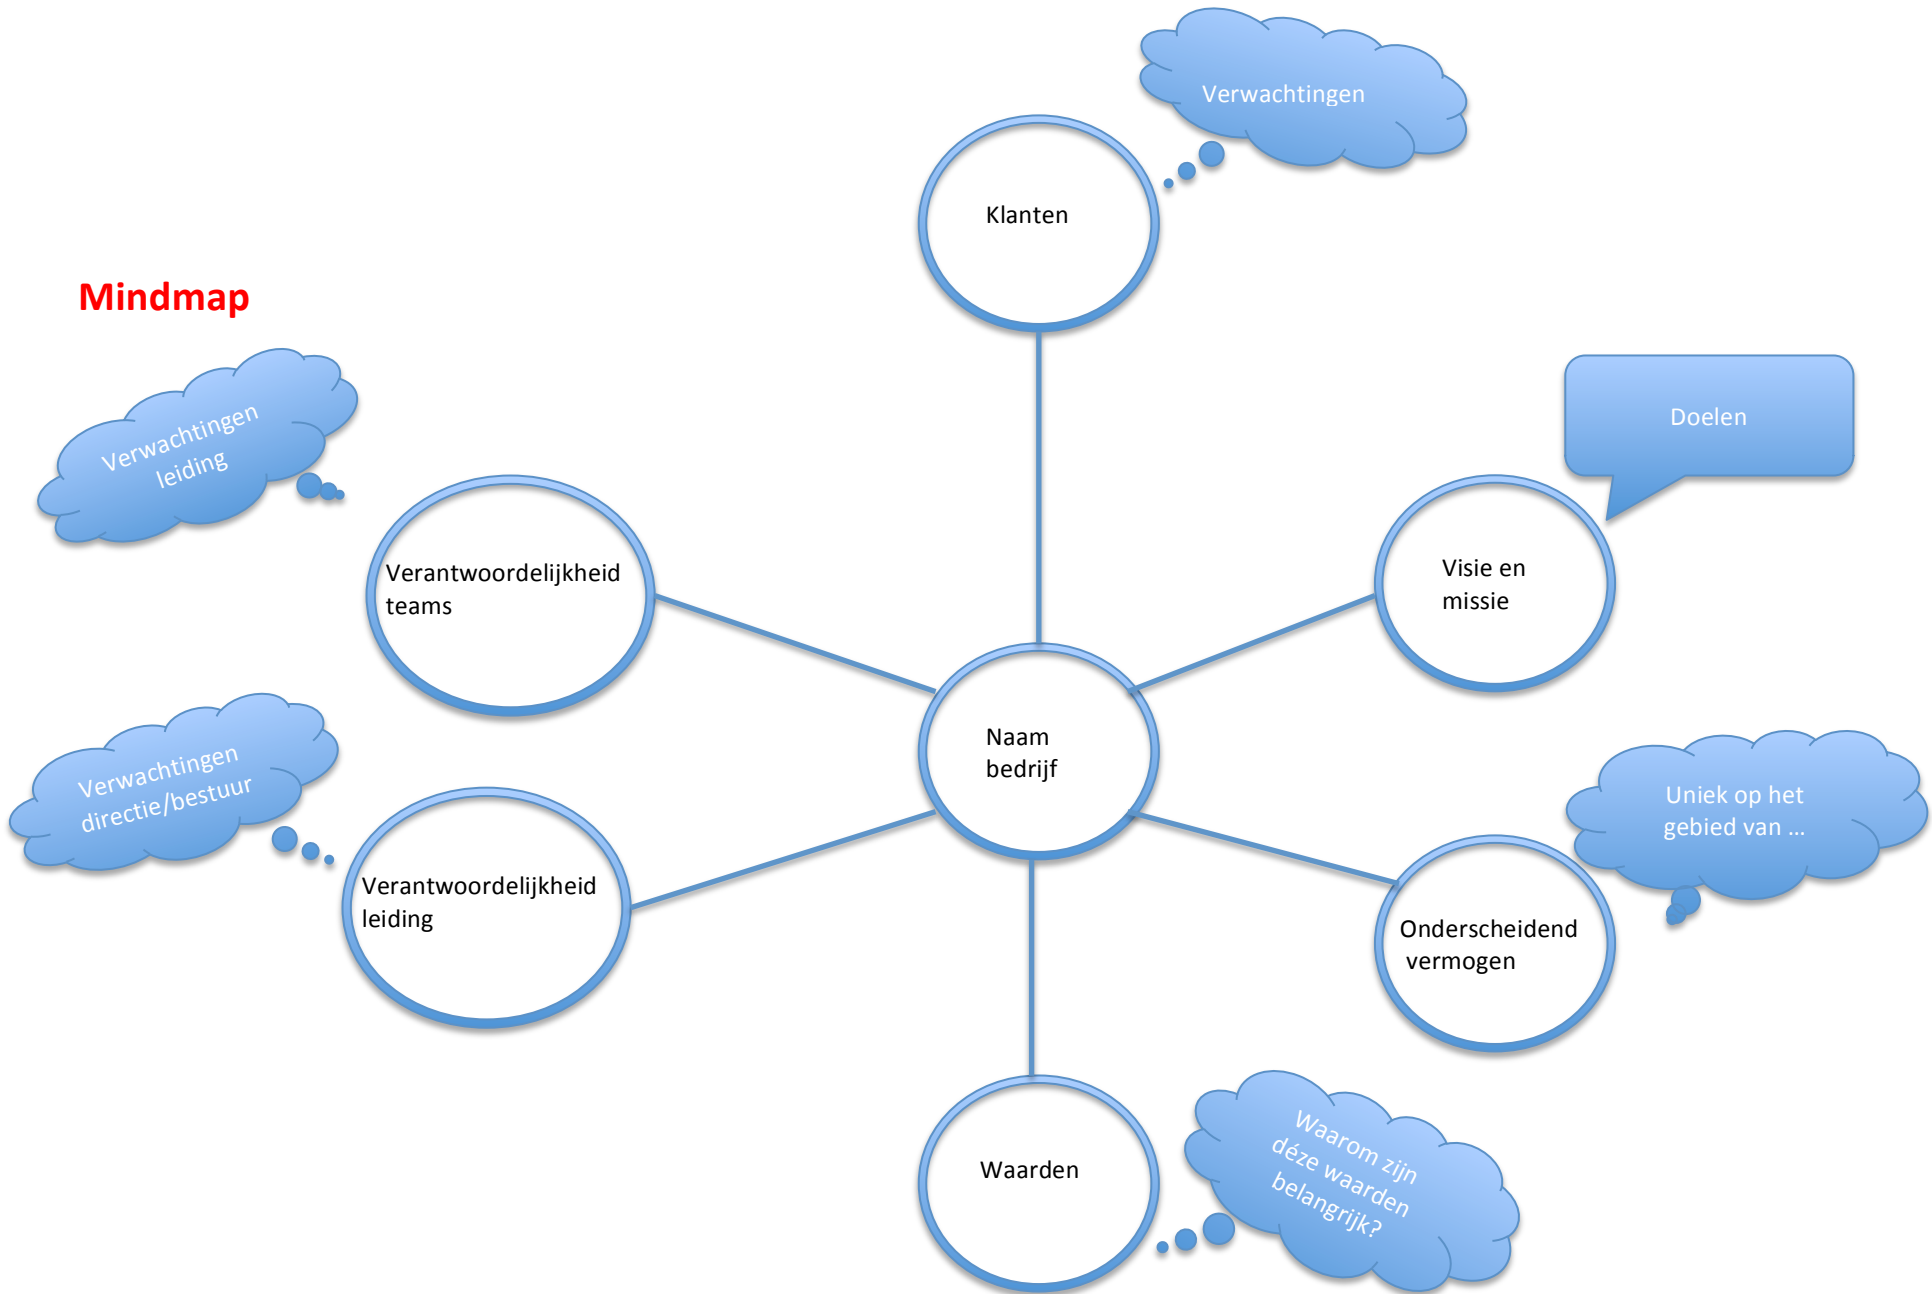 Verwachtingen
Klanten
Mindmap
Verwachtingen
leiding
Doelen
Verantwoordelijkheid
teams
Visie en
missie
Verwachtingen
directie/bestuur
Naam
bedrijf
Uniek op het
gebied van ...
Verantwoordelijkheid
leiding
Onderscheidend
vermogen
Waarden
Waarom zijn
déze waarden
belangrijk?